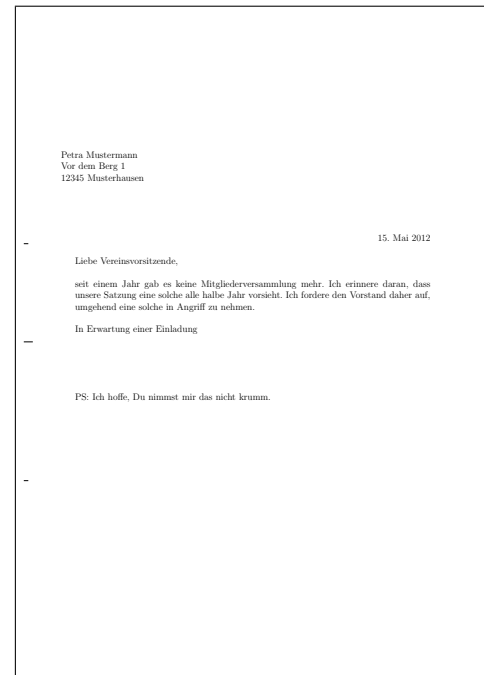 Petra Mustermann
Vor dem Berg 1
12345 Musterhausen
15. Mai 2012
Liebe Vereinsvorsitzende,
seit einem Jahr gab es keine Mitgliederversammlung mehr. Ich erinnere daran, dass
unsere Satzung eine solche alle halbe Jahr vorsieht. Ich fordere den Vorstand daher auf,
umgehend eine solche in Angriff zu nehmen.
In Erwartung einer Einladung
PS: Ich hoffe, Du nimmst mir das nicht krumm.